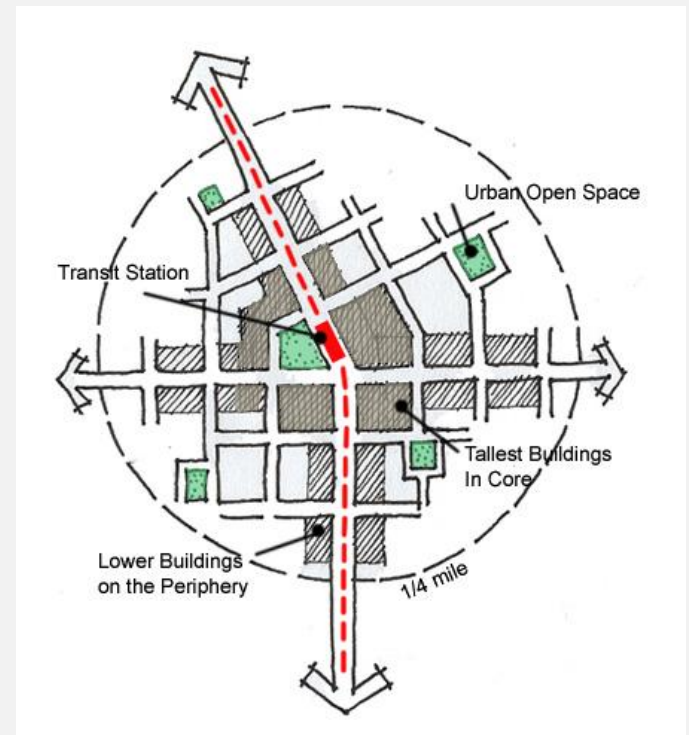 Urban Open Space
Transit Station
Tallest Buildings
In Core
Lower Buildings
on the Periphery
1/4 mile